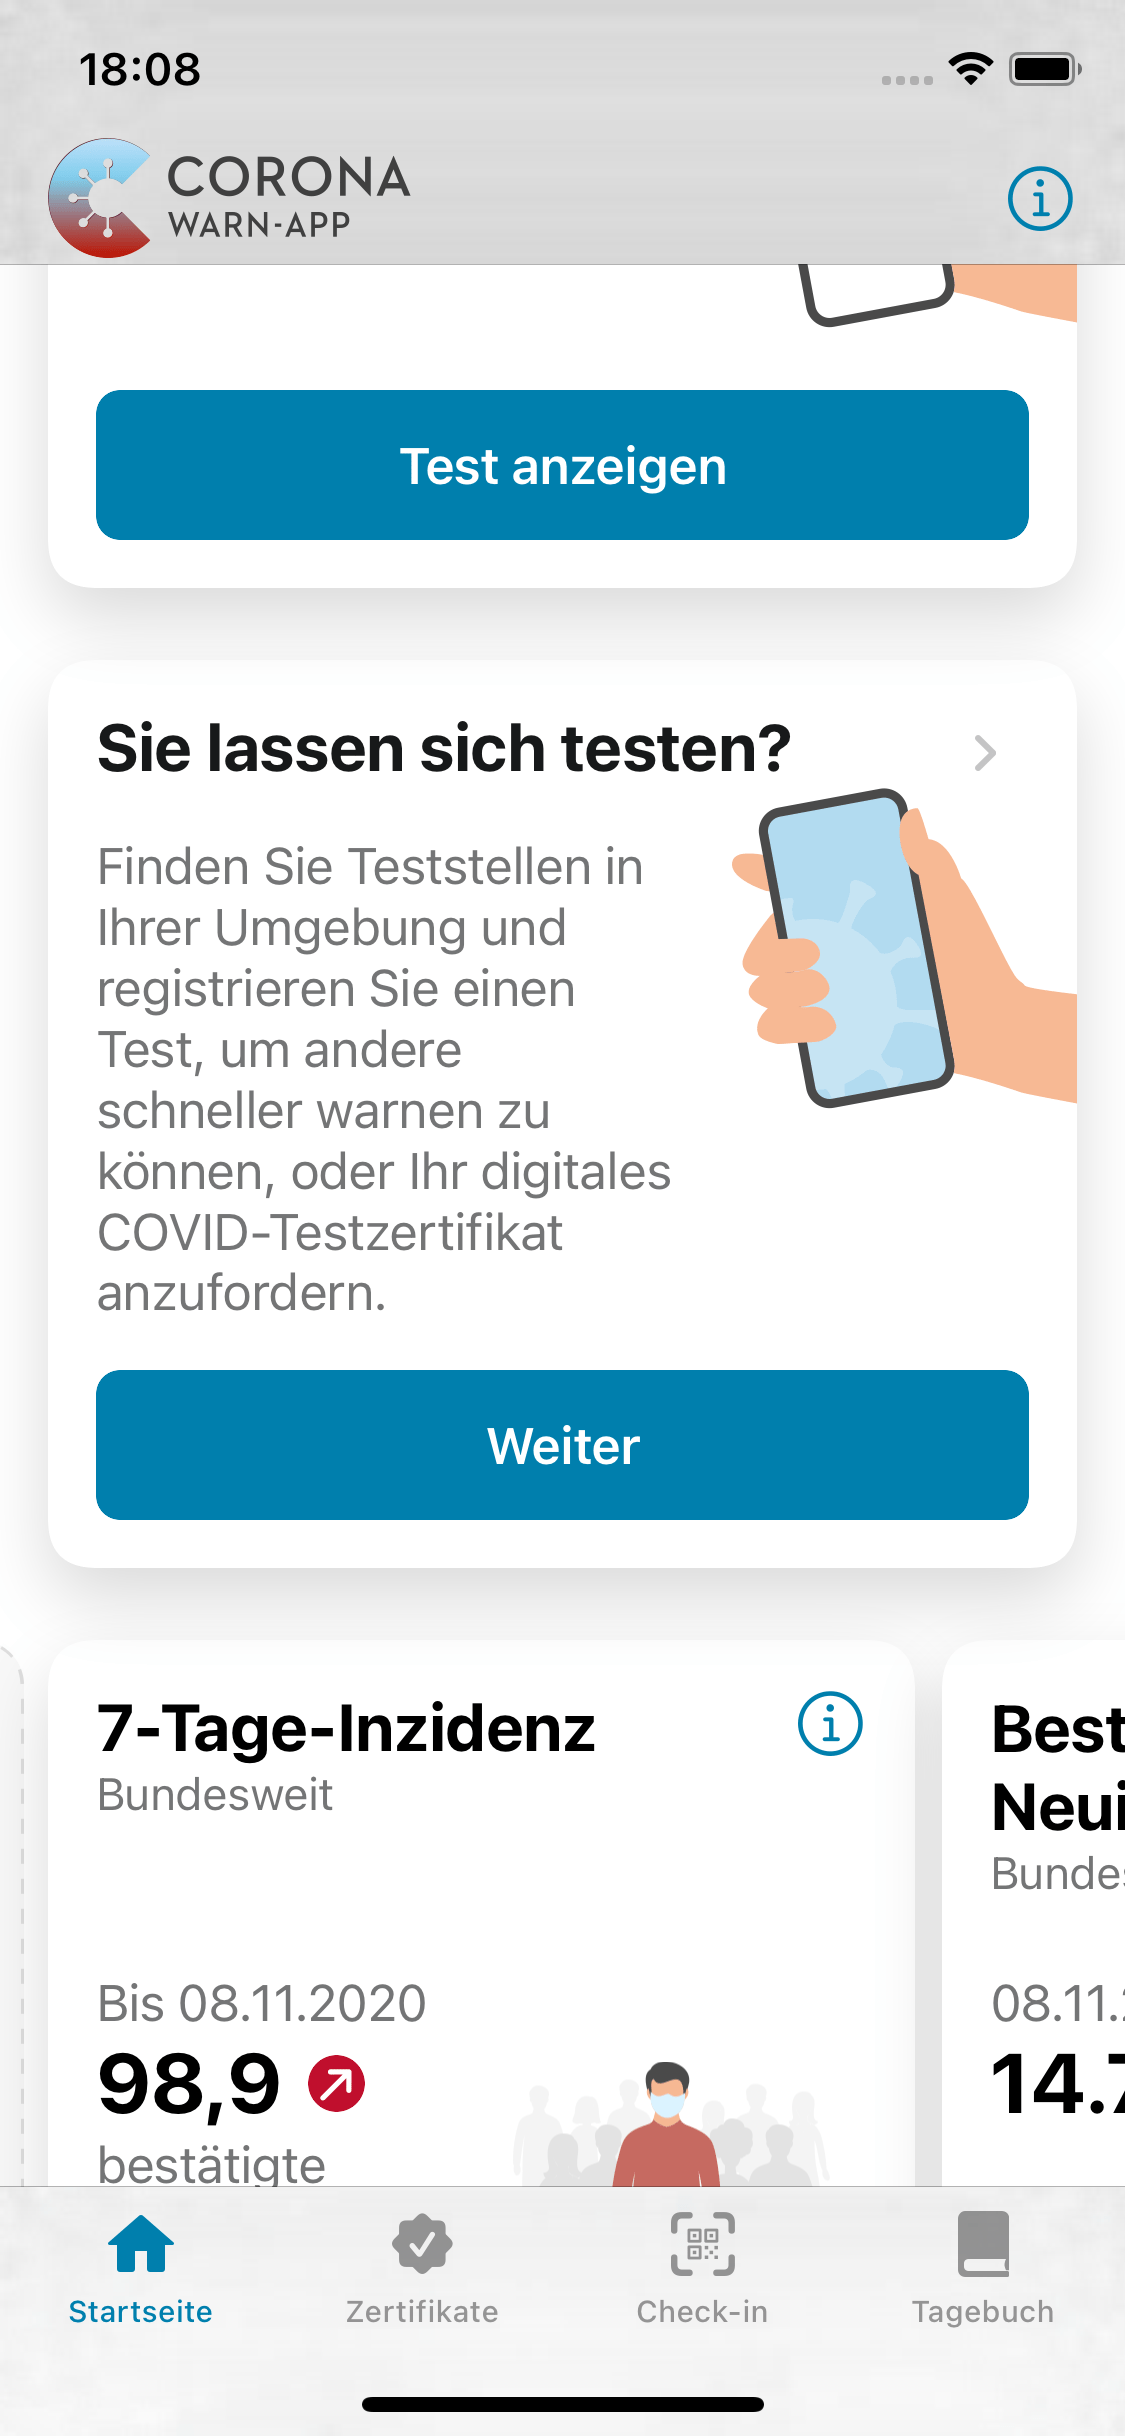 18:08
CORONA
WARN-APP
Test anzeigen
Sie lassen sich testen?
Finden Sie Teststellen in
Ihrer Umgebung und
registrieren Sie einen
Test, um andere
schneller warnen zu
können, oder Ihr digitales
COVID-Testzertifikat
anzufordern.
Weiter
7-Tage-Inzidenz
Bundesweit
Bis 08.11.2020
98,9
bestätigte
Best
Neui
Bundes
08.11.2
14.7
Startseite
Zertifikate
Check-in
Tagebuch